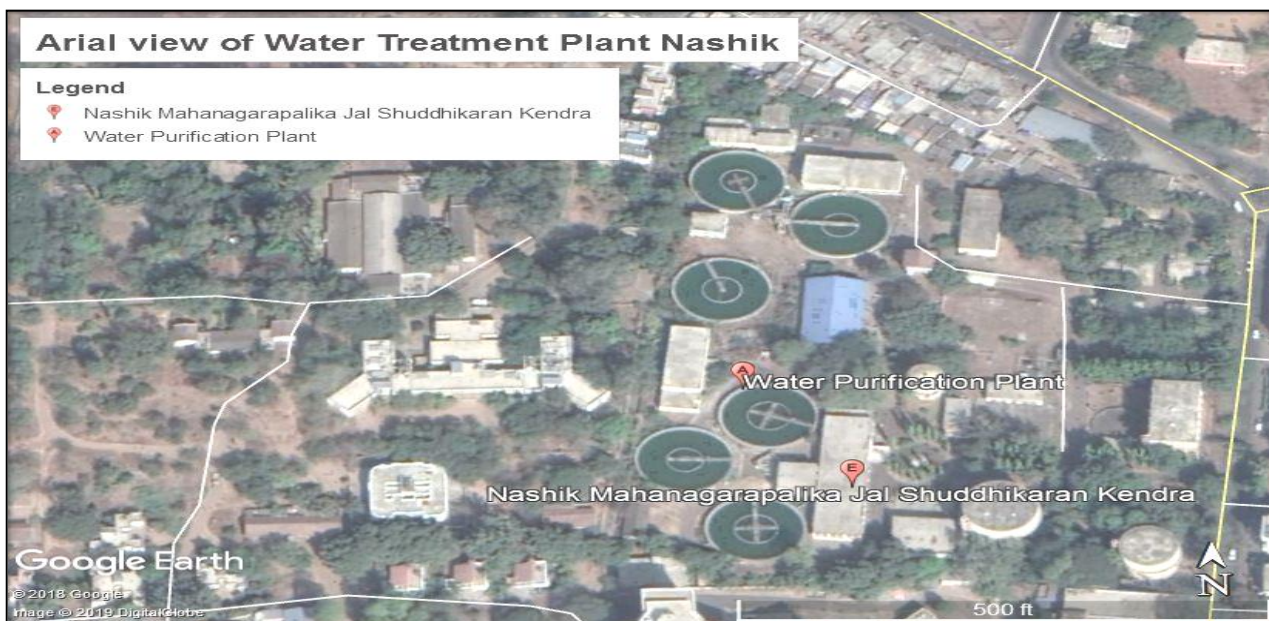 Arial view of Water Treatment Plant Nashik
Legend
E
Nashik Mahanagarapalika Jal Shuddhikaran Kendra
A
Water Purification Plant
A
Water Purification Plant
E
Nashik Mahanagarapalika Jal Shuddhikaran Kendra
Google Earth
© 2018 Google
Image © 2019 DigitalGlobe
500 ft
N